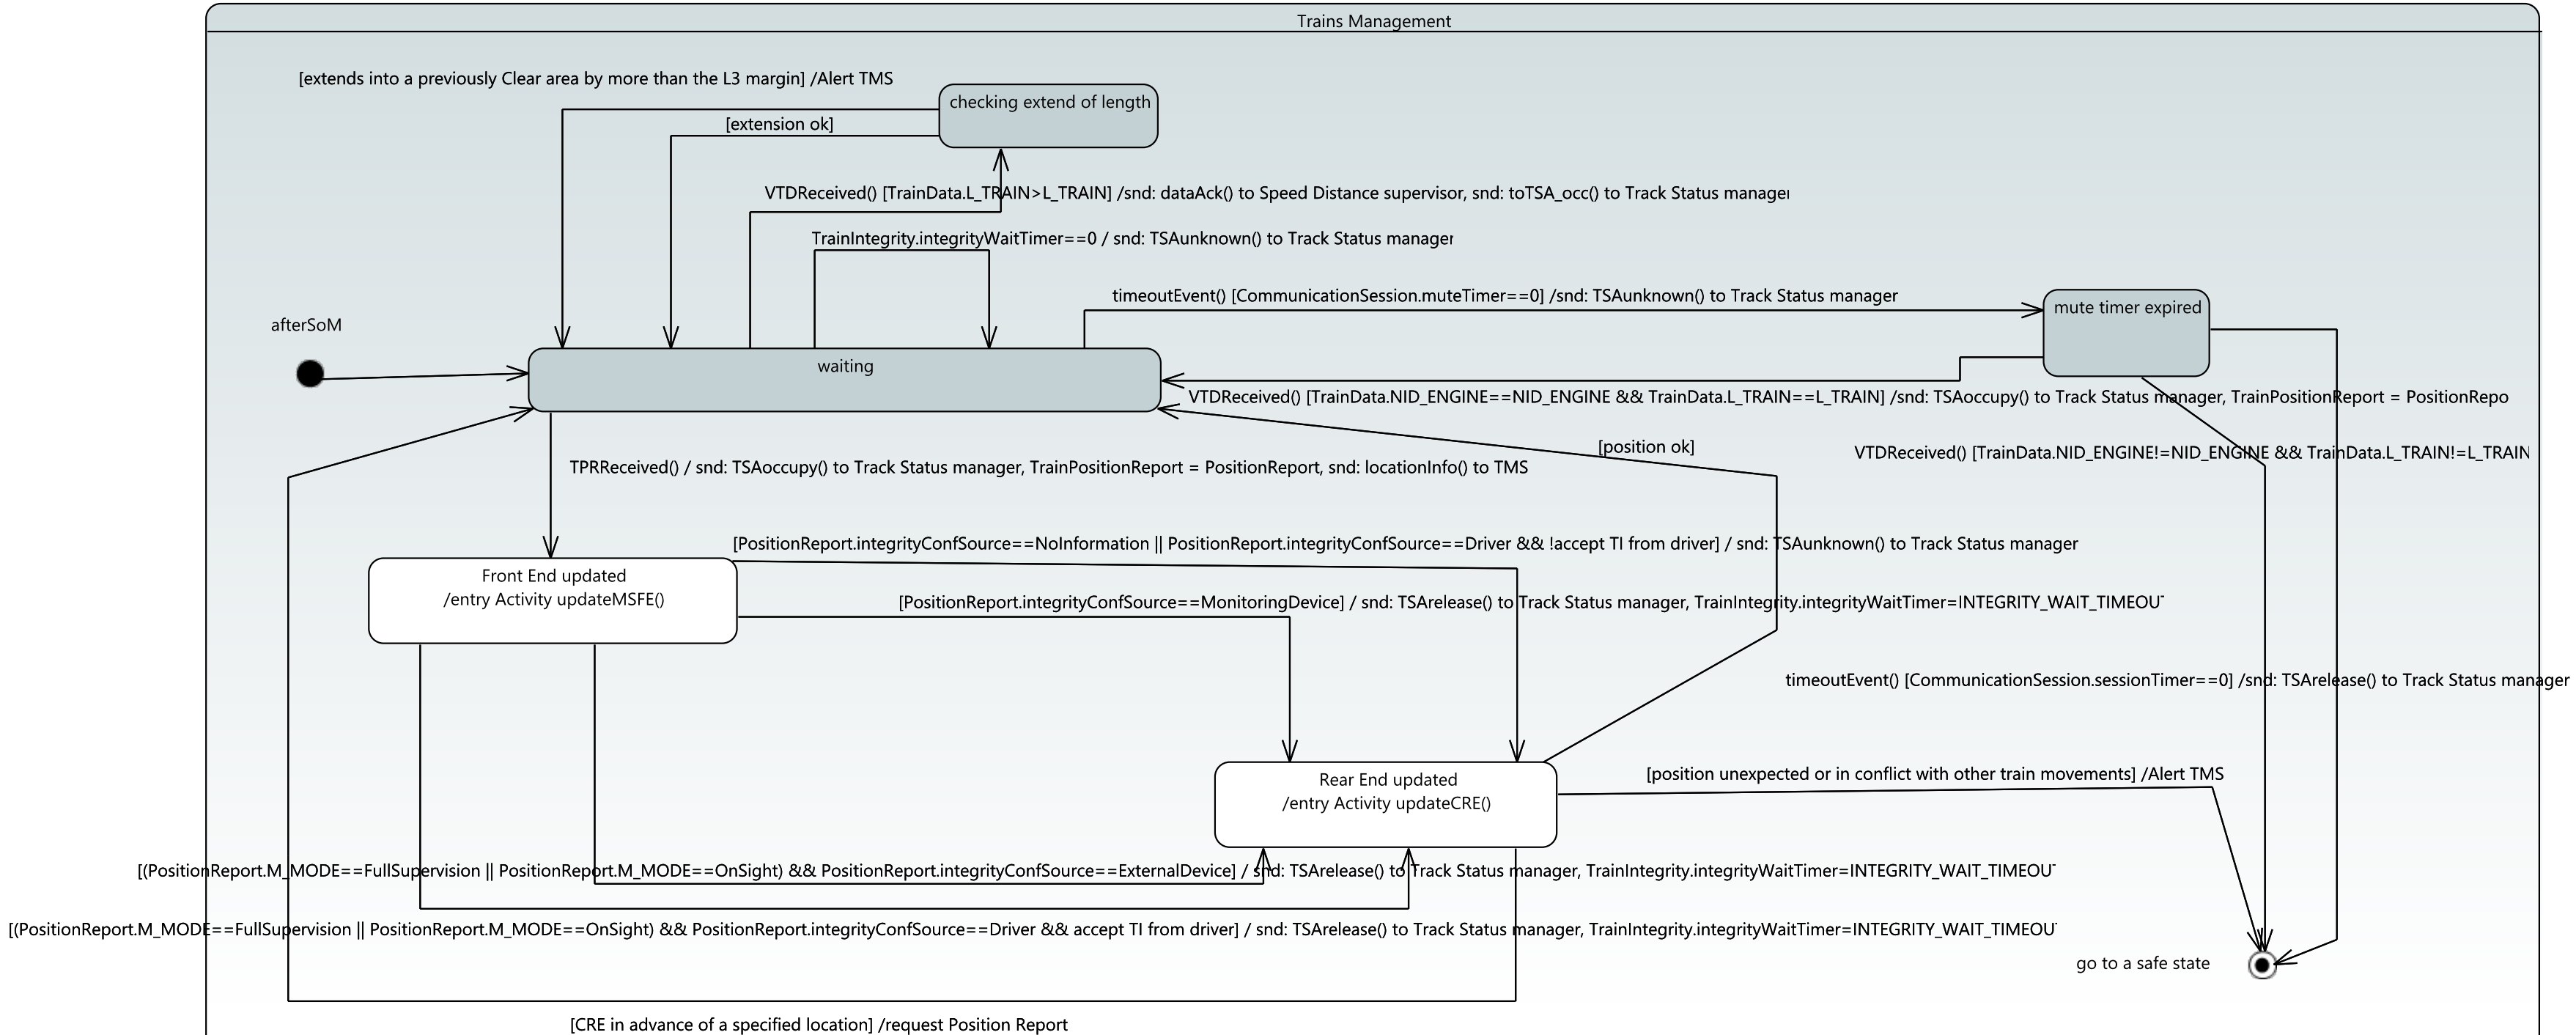 Trains Management
[extends into a previously Clear area by more than the L3 margin] /Alert TMS
checking extend of length
[extension ok]
VTDReceived() [TrainData.L_TRAIN>L_TRAIN] /snd: dataAck() to Speed Distance supervisor, snd: toTSA_occ() to Track Status manager
TrainIntegrity.integrityWaitTimer==0 / snd: TSAunknown() to Track Status manager
timeoutEvent() [CommunicationSession.muteTimer==0] /snd: TSAunknown() to Track Status manager
mute timer expired
afterSoM
waiting
VTDReceived() [TrainData.NID_ENGINE==NID_ENGINE && TrainData.L_TRAIN==L_TRAIN] /snd: TSAoccupy() to Track Status manager, TrainPositionReport = PositionRepo
[position ok]
VTDReceived() [TrainData.NID_ENGINE!=NID_ENGINE && TrainData.L_TRAIN!=L_TRAIN
TPRReceived() / snd: TSAoccupy() to Track Status manager, TrainPositionReport = PositionReport, snd: locationInfo() to TMS
[PositionReport.integrityConfSource==NoInformation || PositionReport.integrityConfSource==Driver && !accept TI from driver] / snd: TSAunknown() to Track Status manager
Front End updated
/entry Activity updateMSFE()
[PositionReport.integrityConfSource==MonitoringDevice] / snd: TSArelease() to Track Status manager, TrainIntegrity.integrityWaitTimer=INTEGRITY_WAIT_TIMEOU
timeoutEvent() [CommunicationSession.sessionTimer==0] /snd: TSArelease() to Track Status manager
Rear End updated
/entry Activity updateCRE()
[position unexpected or in conflict with other train movements] /Alert TMS
[(PositionReport.M_MODE==FullSupervision || PositionReport.M_MODE==OnSight) && PositionReport.integrityConfSource==ExternalDevice] / snd: TSArelease() to Track Status manager, TrainIntegrity.integrityWaitTimer=INTEGRITY_WAIT_TIMEOU
[(PositionReport.M_MODE==FullSupervision || PositionReport.M_MODE==OnSight) && PositionReport.integrityConfSource==Driver && accept TI from driver] / snd: TSArelease() to Track Status manager, TrainIntegrity.integrityWaitTimer=INTEGRITY_WAIT_TIMEOU
go to a safe state
[CRE in advance of a specified location] /request Position Report